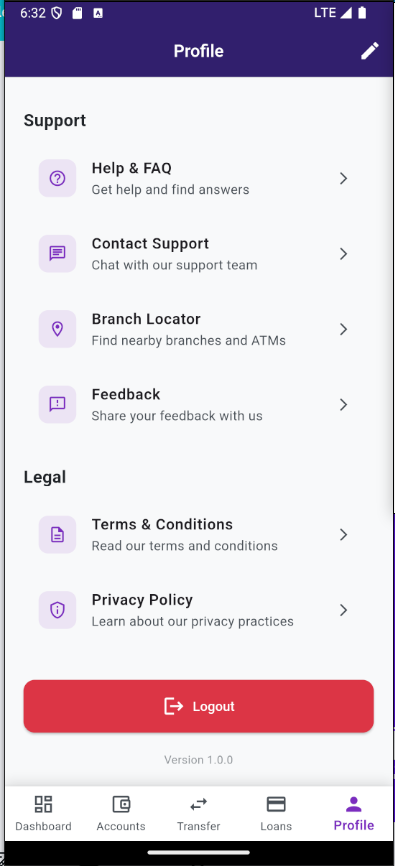 6:32
LTE
Profile
Support
Help & FAQ
Get help and find answers
Contact Support
Chat with our support team
Branch Locator
Find nearby branches and ATMs
Feedback
Share your feedback with us
Legal
Terms & Conditions
Read our terms and conditions
Privacy Policy
Learn about our privacy practices
Logout
Version 1.0.0
Dashboard
Accounts
Transfer
Loans
Profile